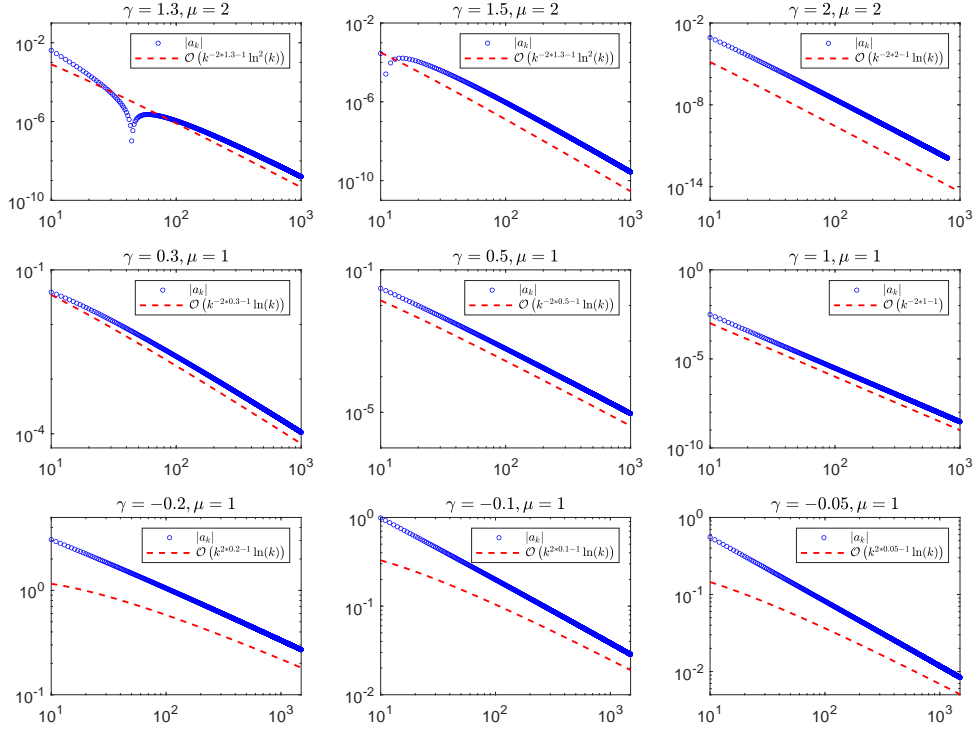 γ = 1.3, μ = 2
10^{-2}
10^{-6}
10^{-10}
|a_k|
𝒪(k^{-2*1.3-1} ln^2(k))
10^1
10^2
10^3
γ = 1.5, μ = 2
10^{-2}
10^{-6}
10^{-10}
|a_k|
𝒪(k^{-2*1.3-1} ln^2(k))
10^1
10^2
10^3
γ = 2, μ = 2
10^{-2}
10^{-8}
10^{-14}
|a_k|
𝒪(k^{-2*2-1} ln^2(k))
10^1
10^2
10^3
γ = 0.3, μ = 1
10^{-1}
10^{-4}
|a_k|
𝒪(k^{-2*0.3-1} ln(k))
10^1
10^2
10^3
γ = 0.5, μ = 1
10^{-5}
|a_k|
𝒪(k^{-2*0.5-1} ln(k))
10^1
10^2
10^3
γ = 1, μ = 1
10^0
10^{-5}
10^{-10}
|a_k|
𝒪(k^{-2*1-1})
10^1
10^2
10^3
γ = −0.2, μ = 1
10^0
10^{-1}
|a_k|
𝒪(k^{2*0.2-1} ln(k))
10^1
10^2
10^3
γ = −0.1, μ = 1
10^0
10^{-1}
10^{-2}
|a_k|
𝒪(k^{2*0.1-1} ln(k))
10^1
10^2
10^3
γ = −0.05, μ = 1
10^0
10^{-1}
10^{-2}
|a_k|
𝒪(k^{2*0.05-1} ln(k))
10^1
10^2
10^3